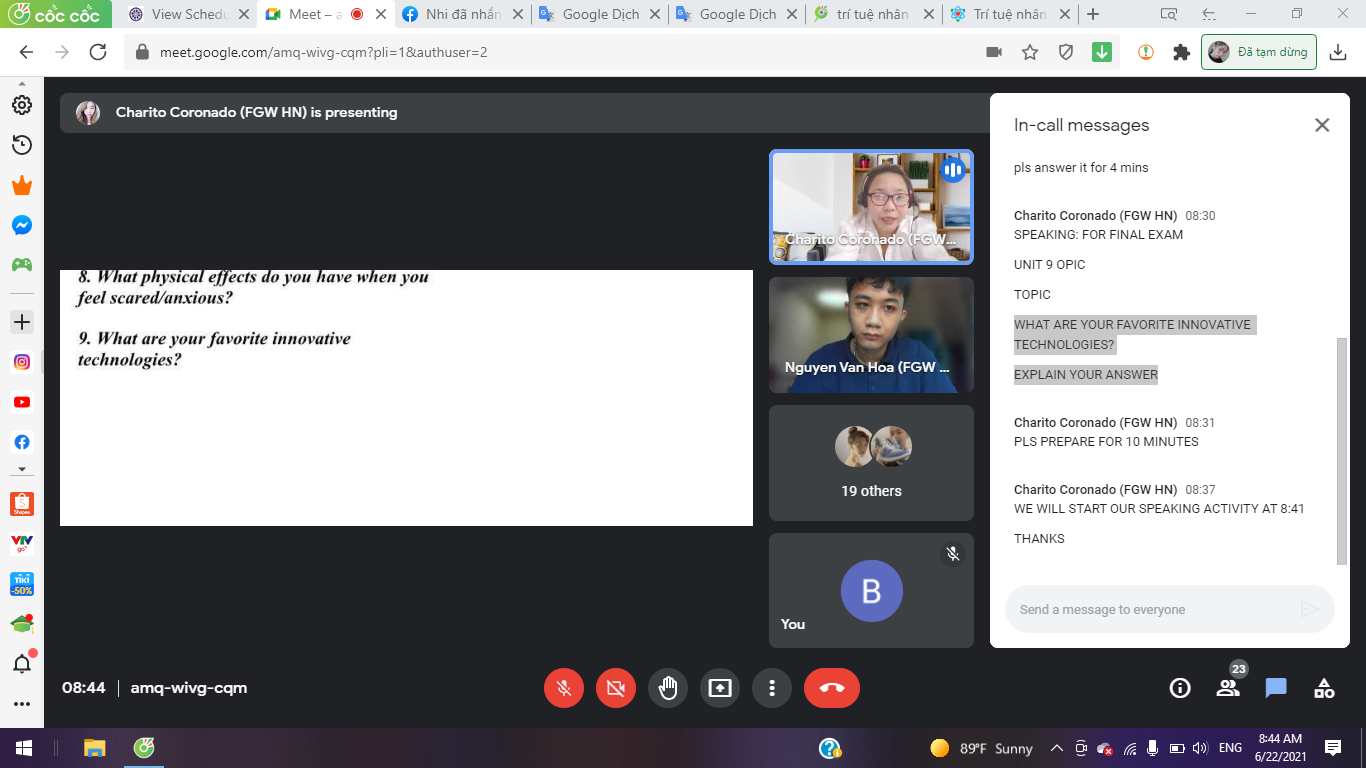 cốc cốc
View Schedu
Meet – a
Nhi đã nhắn
Google Dịch
Google Dịch
trí tuệ nhân
Trí tuệ nhân
meet.google.com/amq-wivg-cqm?pli=1&authuser=2
Đã tạm dừng
Charito Coronado (FGW HN) is presenting
8. What physical effects do you have when you
feel scared/anxious?
9. What are your favorite innovative
technologies?
Charito Coronado (FGW...
Nguyen Van Hoa (FGW ...
19 others
B
You
In-call messages
pls answer it for 4 mins
Charito Coronado (FGW HN) 08:30
SPEAKING: FOR FINAL EXAM
UNIT 9 OPIC
TOPIC
WHAT ARE YOUR FAVORITE INNOVATIVE
TECHNOLOGIES?
EXPLAIN YOUR ANSWER
Charito Coronado (FGW HN) 08:31
PLS PREPARE FOR 10 MINUTES
Charito Coronado (FGW HN) 08:37
WE WILL START OUR SPEAKING ACTIVITY AT 8:41
THANKS
Send a message to everyone
Shopee
VTV
go
TIKI
-50%
08:44 | amq-wivg-cqm
23
89°F Sunny
ENG
8:44 AM
6/22/2021